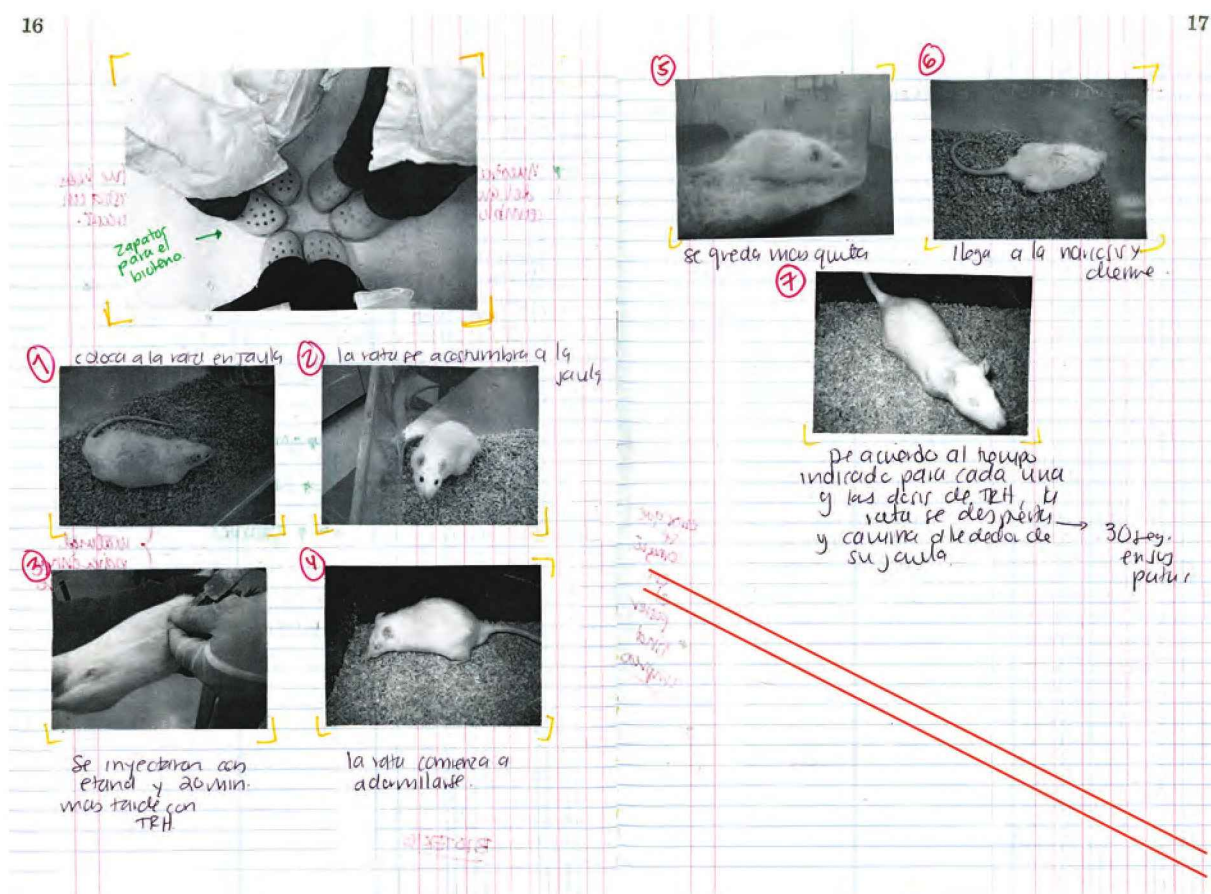 16
Zapatos
para el
bioterio.
1 coloca a la rata en jaula
2 la rata se acostumbra a la
jaula
3
Se inyectaron con
etanol y 20 min.
mas tarde con
TRH
4
la rata comienza a
adormilarse.
17
5
se queda mas quieta
6
llega a la narcosis y
duerme.
7
De acuerdo al tiempo
indicado para cada una
y las dosis de TRH, la
rata se despierta
y camina alrededor de
su jaula.
30 seg.
en sus
patas